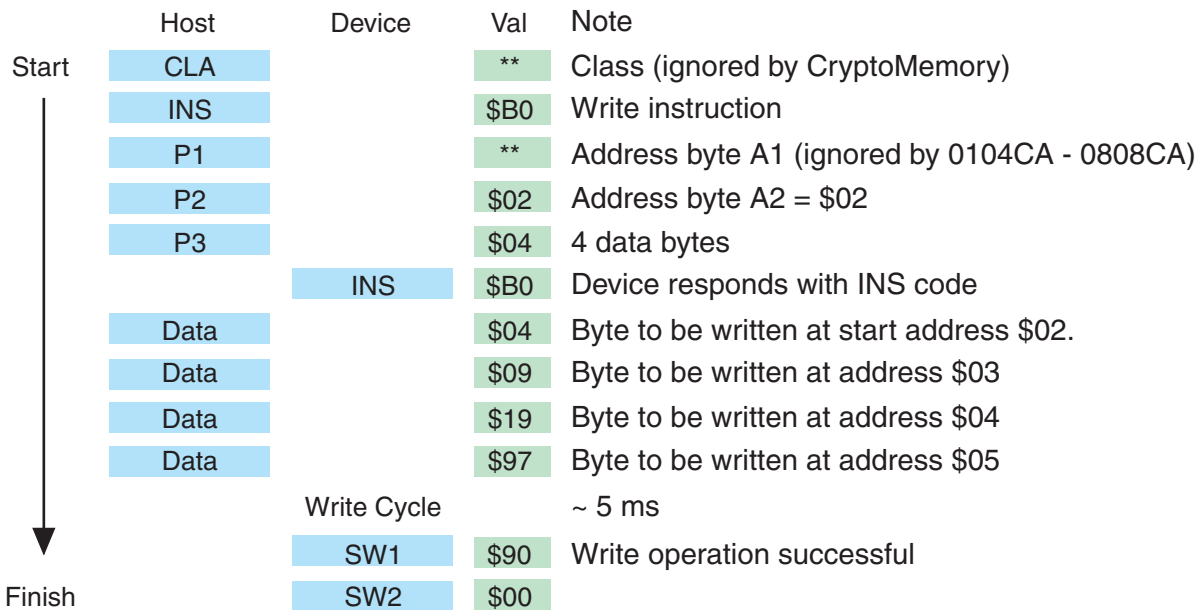 Host Device Val Note
Start CLA ** Class (ignored by CryptoMemory)
INS $B0 Write instruction
P1 ** Address byte A1 (ignored by 0104CA - 0808CA)
P2 $02 Address byte A2 = $02
P3 $04 4 data bytes
INS $B0 Device responds with INS code
Data $04 Byte to be written at start address $02.
Data $09 Byte to be written at address $03
Data $19 Byte to be written at address $04
Data $97 Byte to be written at address $05
Write Cycle ~ 5 ms
SW1 $90 Write operation successful
Finish SW2 $00